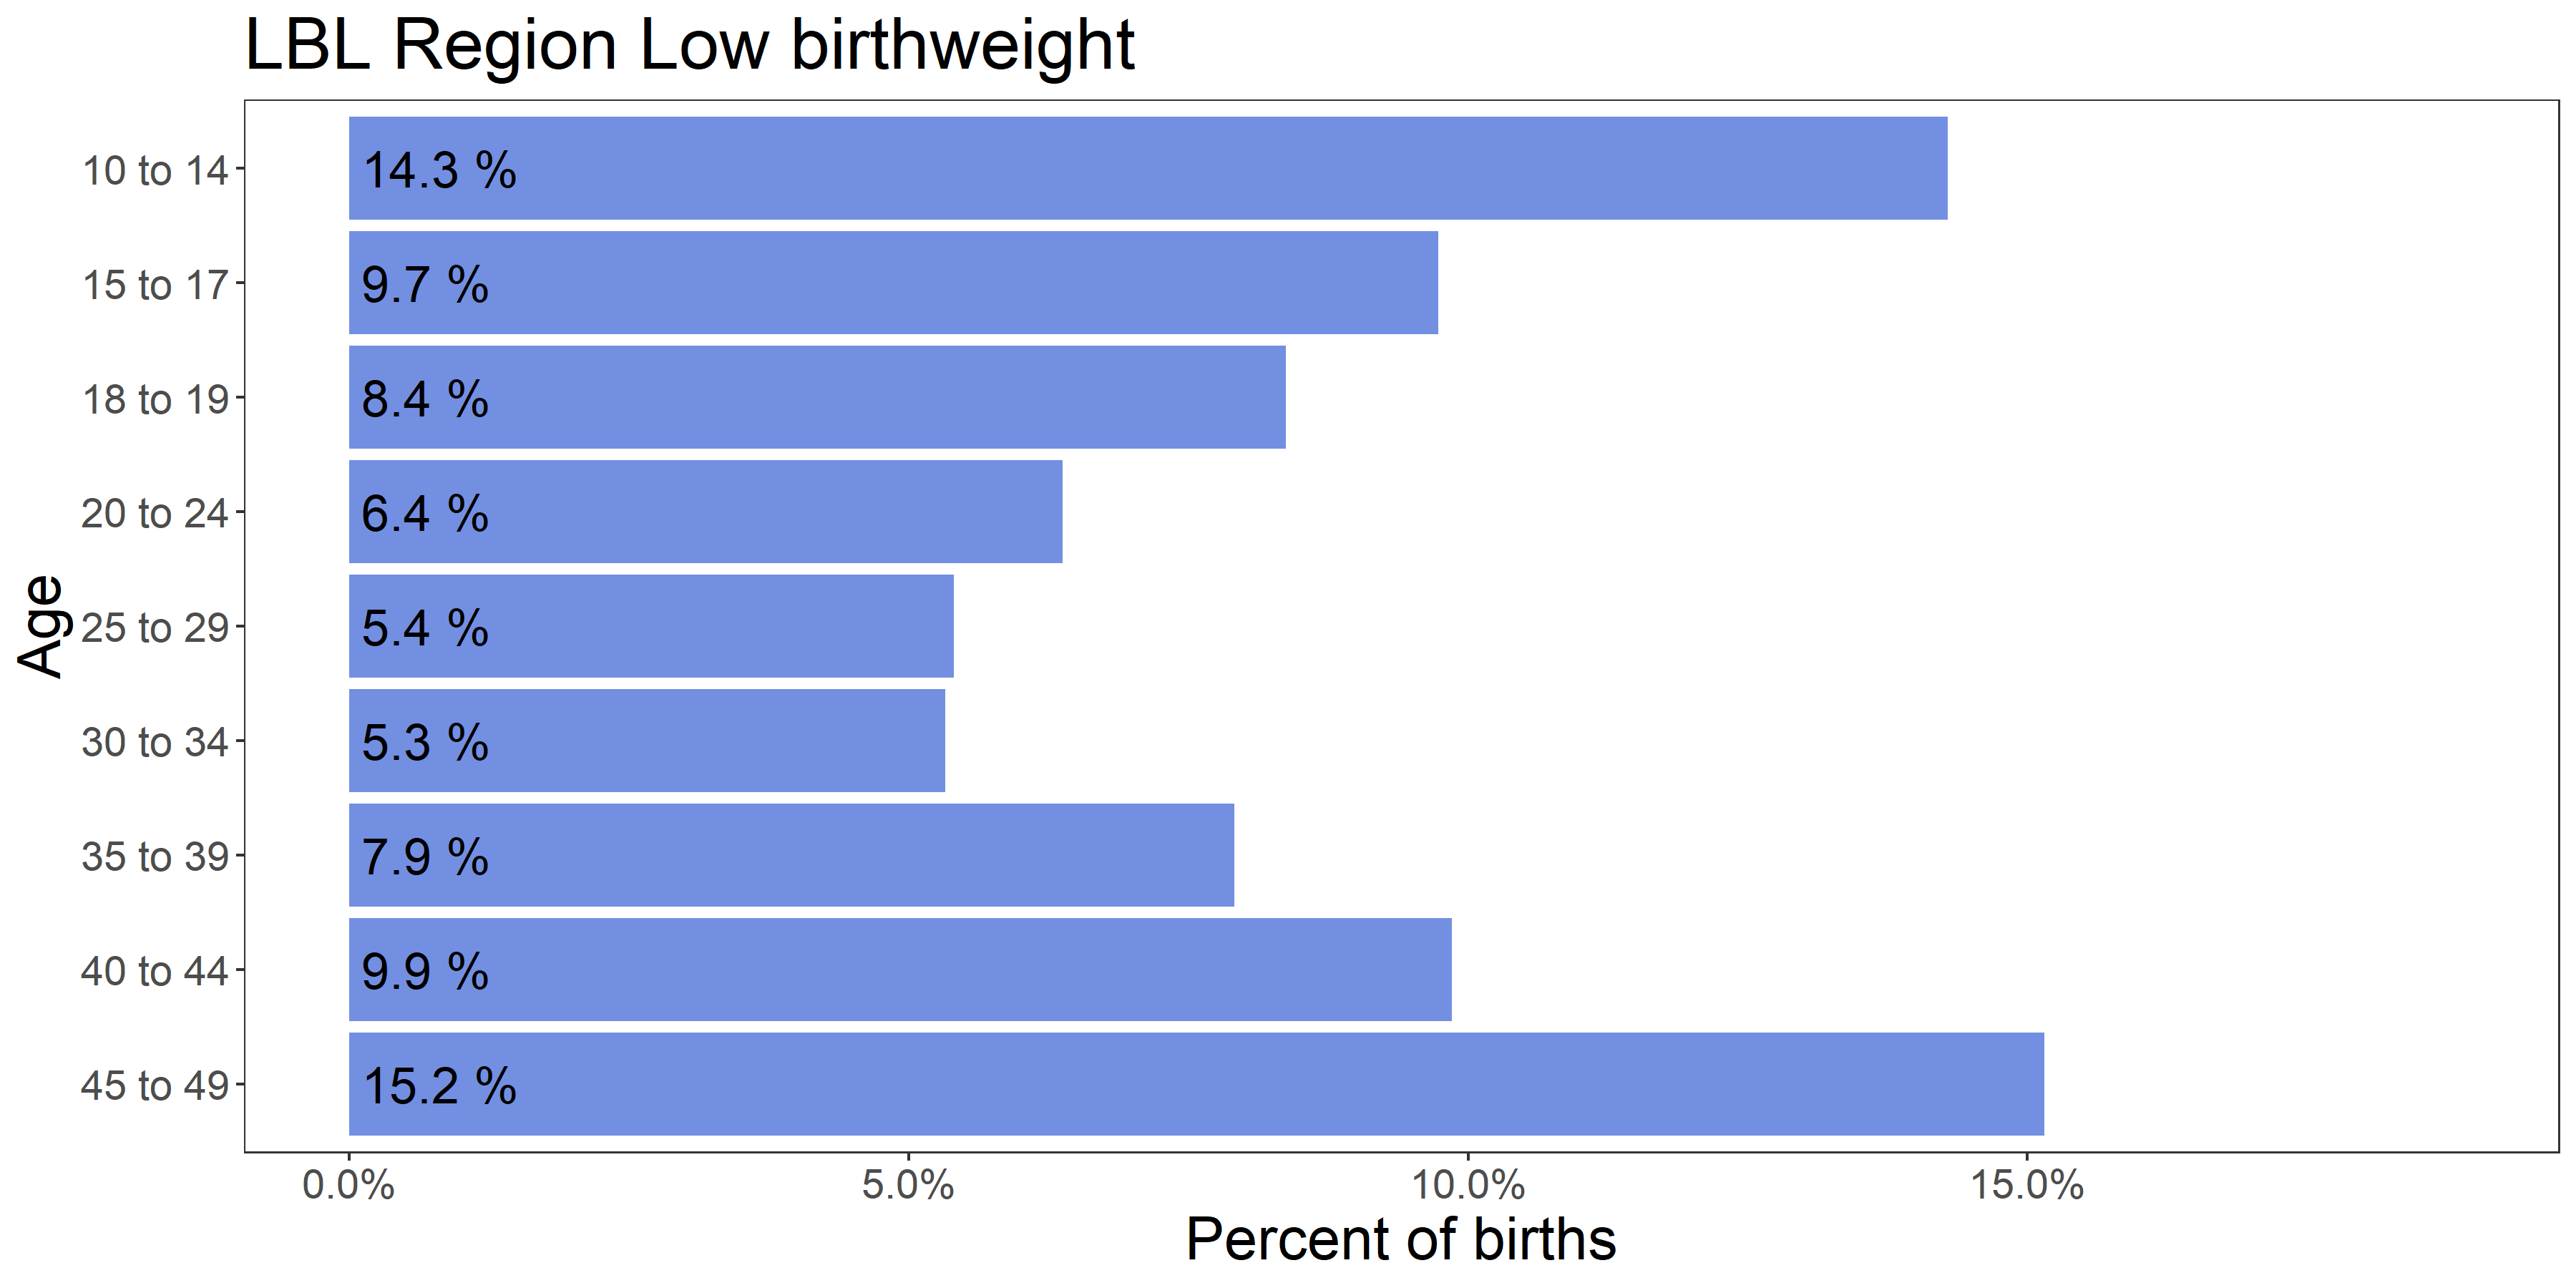 LBL Region Low birthweight
10 to 14 14.3 %
15 to 17 9.7 %
18 to 19 8.4 %
20 to 24 6.4 %
Age
25 to 29 5.4 %
30 to 34 5.3 %
35 to 39 7.9 %
40 to 44 9.9 %
45 to 49 15.2 %
0.0% 5.0% 10.0% 15.0%
Percent of births